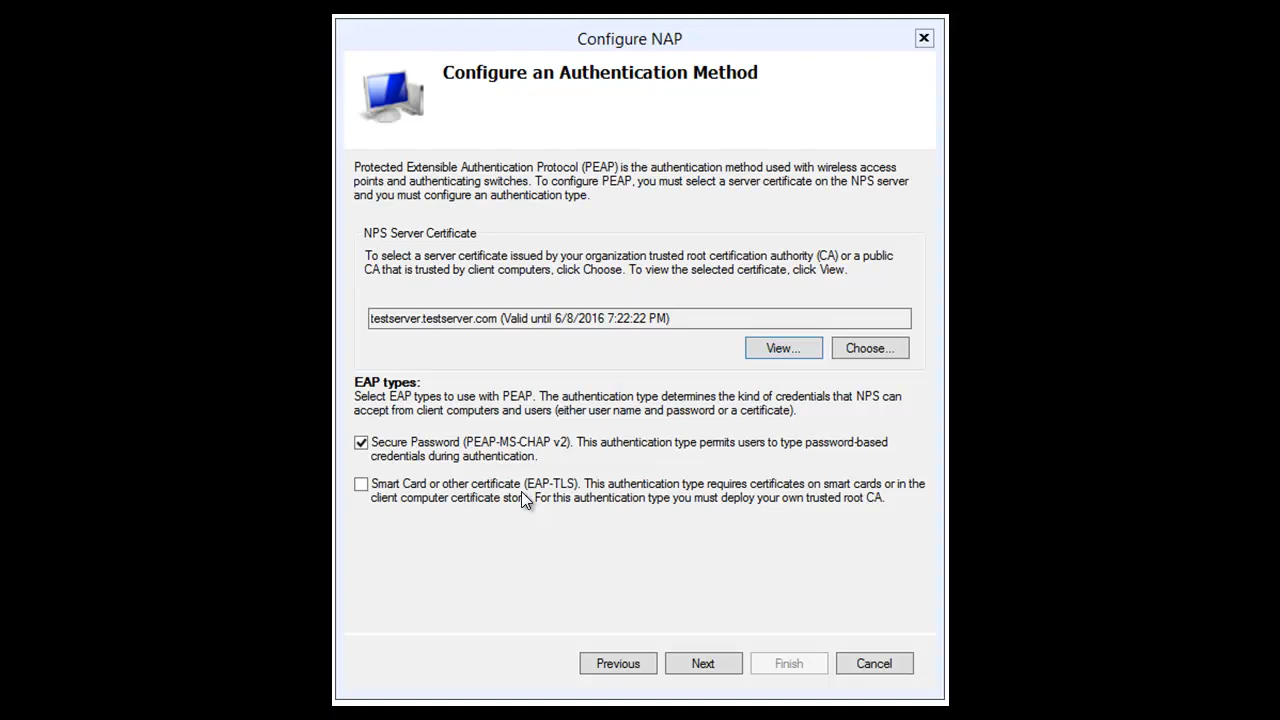 Configure NAP
Configure an Authentication Method
Protected Extensible Authentication Protocol (PEAP) is the authentication method used with wireless access
points and authenticating switches. To configure PEAP, you must select a server certificate on the NPS server
and you must configure an authentication type.
NPS Server Certificate
To select a server certificate issued by your organization trusted root certification authority (CA) or a public
CA that is trusted by client computers, click Choose. To view the selected certificate, click View.
testserver.testserver.com (Valid until 6/8/2016 7:22:22 PM)
View... Choose...
EAP types:
Select EAP types to use with PEAP. The authentication type determines the kind of credentials that NPS can
accept from client computers and users (either user name and password or a certificate).
Secure Password (PEAP-MS-CHAP v2). This authentication type permits users to type password-based
credentials during authentication.
Smart Card or other certificate (EAP-TLS). This authentication type requires certificates on smart cards or in the
client computer certificate For this authentication type you must deploy your own trusted root CA.
Previous Next Finish Cancel